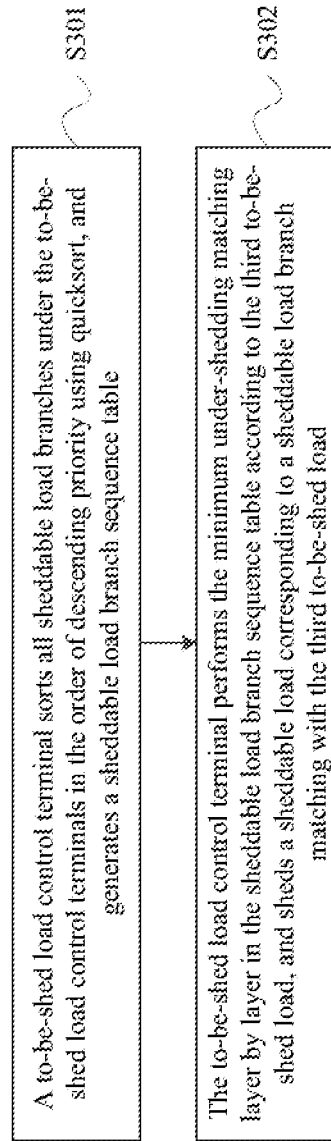 A to-be-shed load control terminal sorts all sheddable load branches under the to-be-
shed load control terminals in the order of descending priority using quicksort, and
generates a sheddable load branch sequence table
S301
The to-be-shed load control terminal performs the minimum under-shedding matching
layer by layer in the sheddable load branch sequence table according to the third to-be-
shed load, and sheds a sheddable load corresponding to a sheddable load branch
matching with the third to-be-shed load
S302